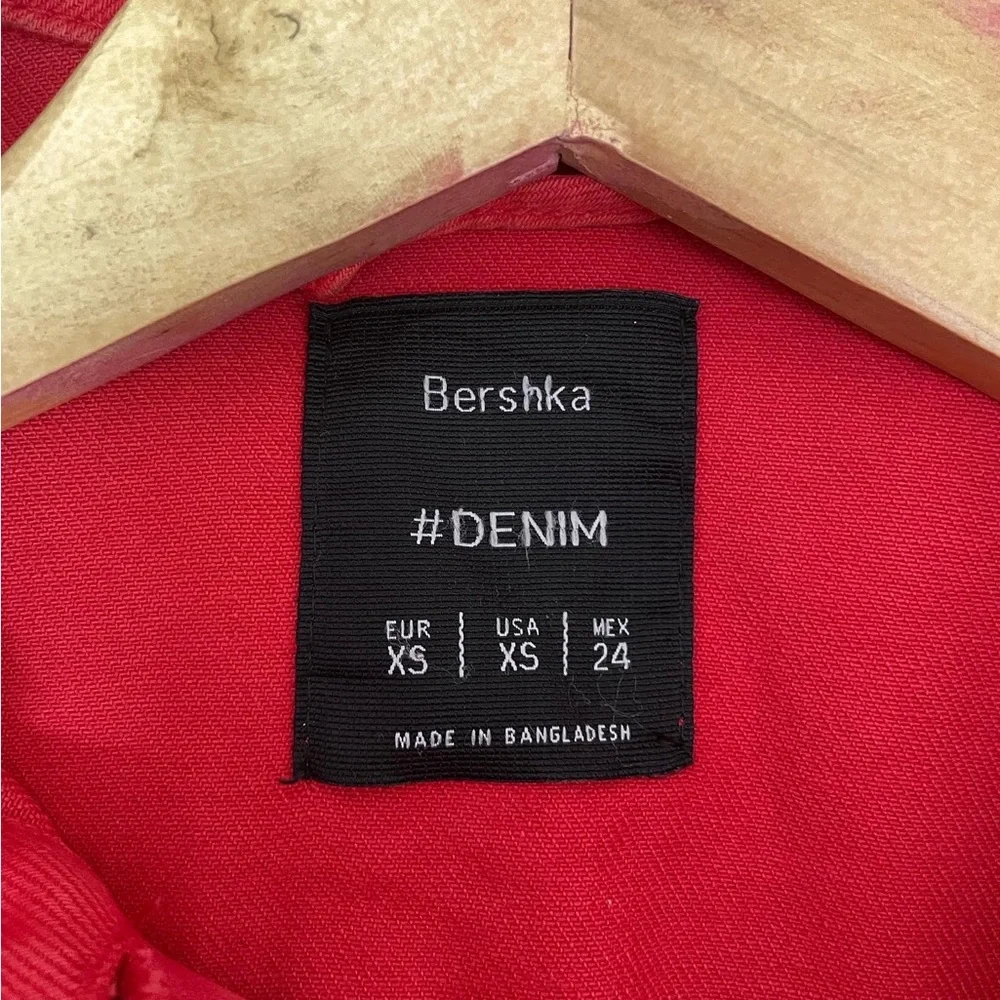 Bershka
#DENIM
EUR | USA | MEX
XS | XS | 24
MADE IN BANGLADESH